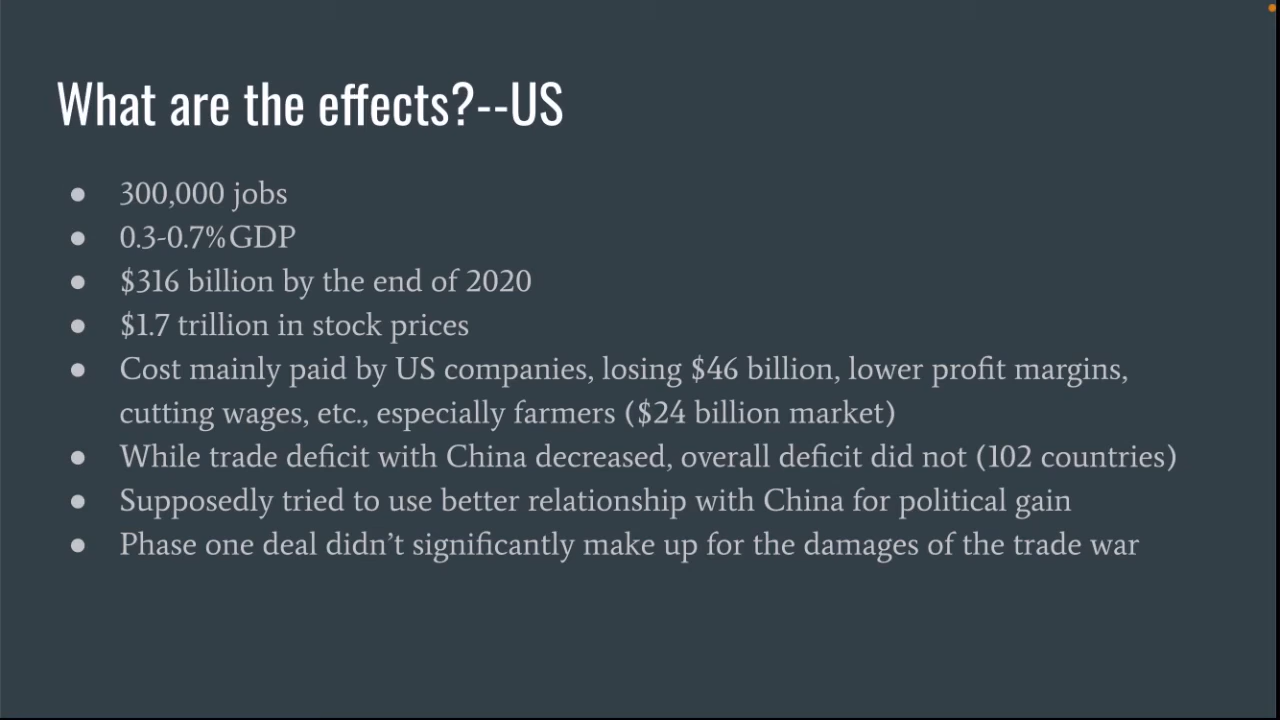 What are the effects?--US
● 300,000 jobs
● 0.3-0.7%GDP
● $316 billion by the end of 2020
● $1.7 trillion in stock prices
● Cost mainly paid by US companies, losing $46 billion, lower profit margins,
cutting wages, etc., especially farmers ($24 billion market)
● While trade deficit with China decreased, overall deficit did not (102 countries)
● Supposedly tried to use better relationship with China for political gain
● Phase one deal didn’t significantly make up for the damages of the trade war